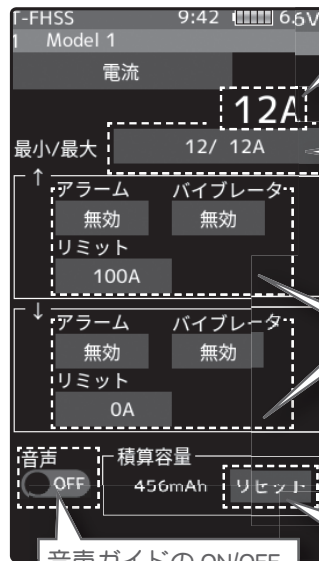 T-FHSS 9:42 6.6V
1 Model 1
電流
12A
最小/最大 12/ 12A
↑
アラーム バイブレータ
無効 無効
リミット
100A
↓
アラーム バイブレータ
無効 無効
リミット
0A
音声 積算容量
OFF 456mAh リセット
音声ガイドの ON/OFF